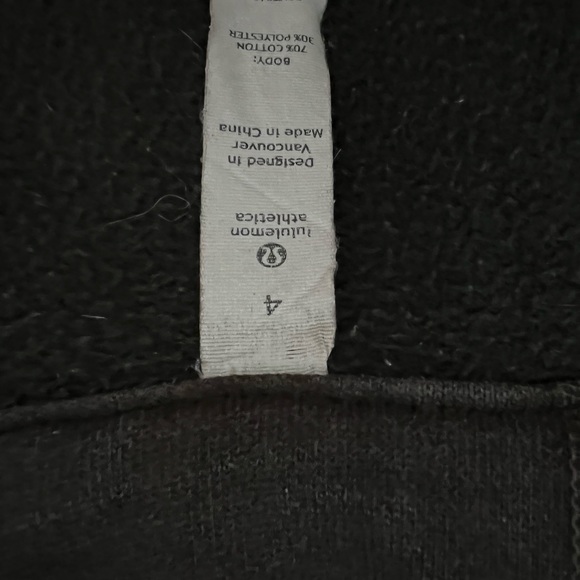 4
lululemon
athletica
Designed in
Vancouver
Made in China
BODY:
70% COTTON
30% POLYESTER